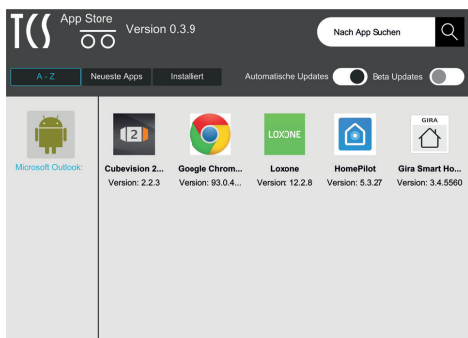 TCS App Store Version 0.3.9
Nach App Suchen
A - Z Neueste Apps Installiert Automatische Updates Beta Updates
Microsoft Outlook:
2
LOXONE
GIRA
Cubevision 2... Google Chrom... Loxone HomePilot Gira Smart Ho...
Version: 2.2.3 Version: 93.0.4... Version: 12.2.8 Version: 5.3.27 Version: 3.4.5560